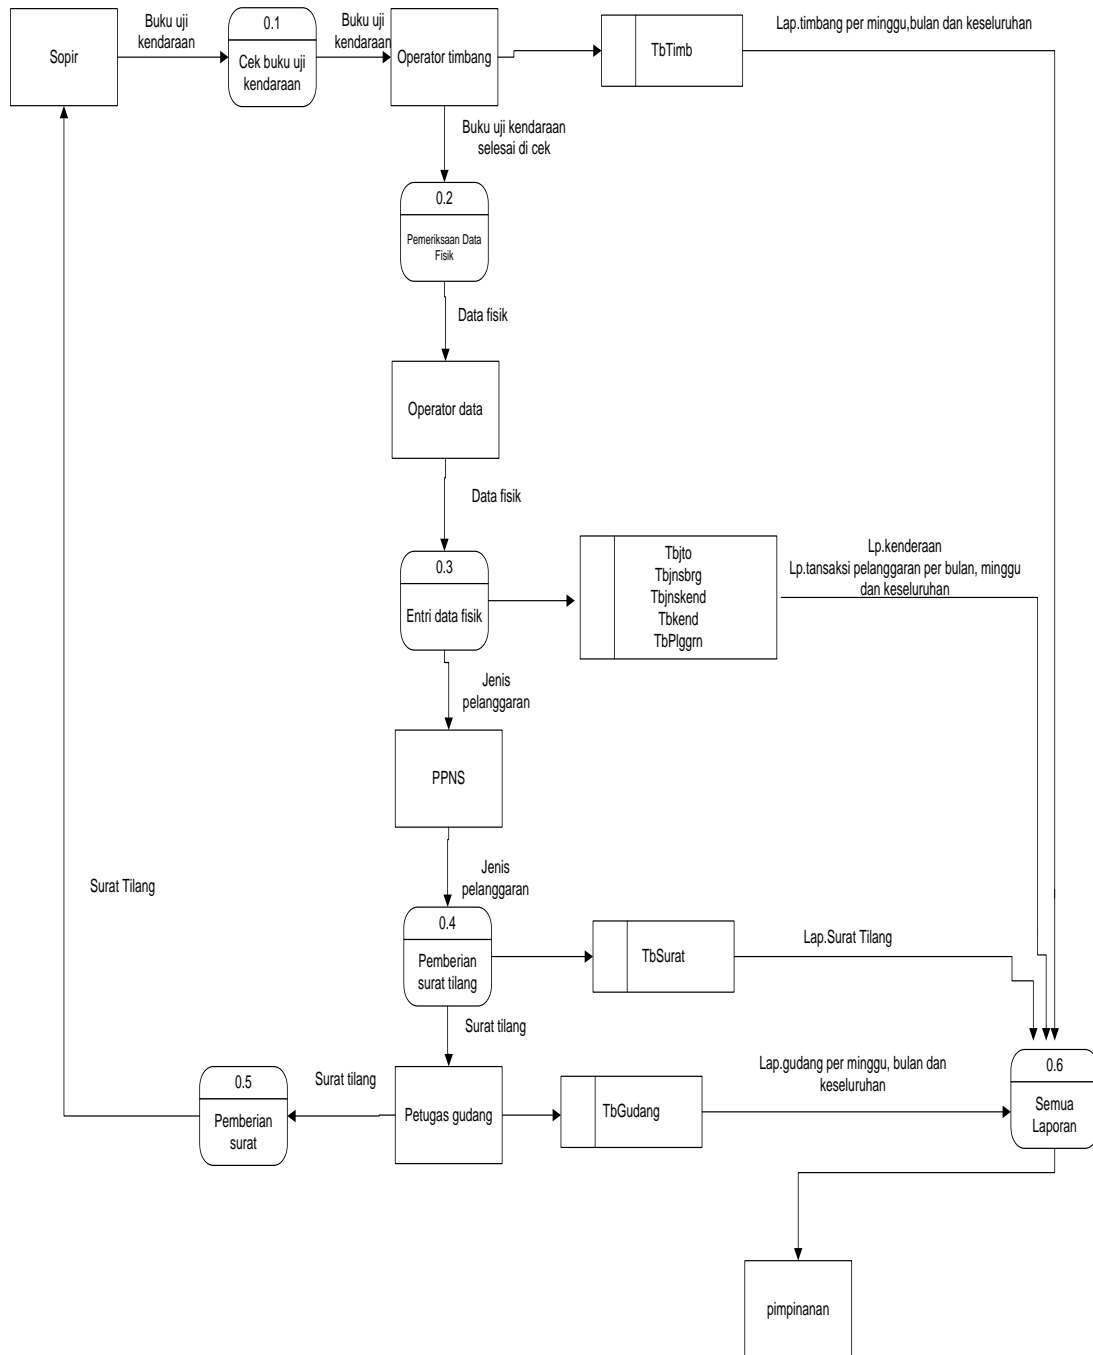 Sopir
Buku uji
kendaraan
0.1
Cek buku uji
kendaraan
Buku uji
kendaraan
Operator timbang
TbTimb
Lap.timbang per minggu,bulan dan keseluruhan
Buku uji kendaraan
selesai di cek
0.2
Pemeriksaan Data
Fisik
Data fisik
Operator data
Data fisik
0.3
Entri data fisik
Tbjto
Tbjnsbrg
Tbjnskend
Tbkend
TbPlggrn
Lp.kenderaan
Lp.tansaksi pelanggaran per bulan, minggu
dan keseluruhan
Jenis
pelanggaran
PPNS
Jenis
pelanggaran
Surat Tilang
0.4
Pemberian
surat tilang
TbSurat
Lap.Surat Tilang
Surat tilang
0.5
Pemberian
surat
Surat tilang
Petugas gudang
TbGudang
Lap.gudang per minggu, bulan dan
keseluruhan
0.6
Semua
Laporan
pimpinanan